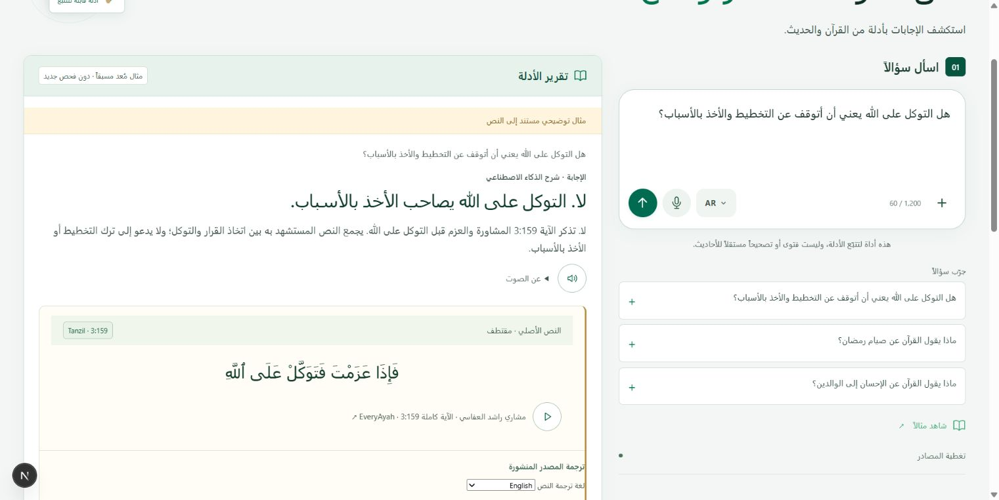 أدلة قابلة للتتبع
استكشف الإجابات بأدلة من القرآن والحديث.
01 اسأل سؤالاً
هل التوكل على الله يعني أن أتوقف عن التخطيط والأخذ بالأسباب؟
AR
60 / 1,200
هذه أداة لتتبّع الأدلة، وليست فتوى أو تصحيحاً مستقلاً للأحاديث.
جرّب سؤالاً
هل التوكل على الله يعني أن أتوقف عن التخطيط والأخذ بالأسباب؟
ماذا يقول القرآن عن صيام رمضان؟
ماذا يقول القرآن عن الإحسان إلى الوالدين؟
شاهد مثالاً ↗
تغطية المصادر
تقرير الأدلة
مثال مُعد مسبقاً · دون فحص جديد
مثال توضيحي مستند إلى النص
هل التوكل على الله يعني أن أتوقف عن التخطيط والأخذ بالأسباب؟
الإجابة · شرح الذكاء الاصطناعي
لا. التوكل على الله يصاحب الأخذ بالأسباب.
لا. تذكر الآية 3:159 المشاورة والعزم قبل التوكل على الله. يجمع النص المستشهد به بين اتخاذ القرار والتوكل؛ ولا يدعو إلى ترك التخطيط أو
الأخذ بالأسباب.
عن الصوت
النص الأصلي · مقتطف
Tanzil · 3:159
فَإِذَا عَزَمْتَ فَتَوَكَّلْ عَلَى ٱللَّهِ
مشاري راشد العفاسي · الآية كاملة 3:159 · EveryAyah ↗
ترجمة المصدر المنشورة
لغة ترجمة النص English
N